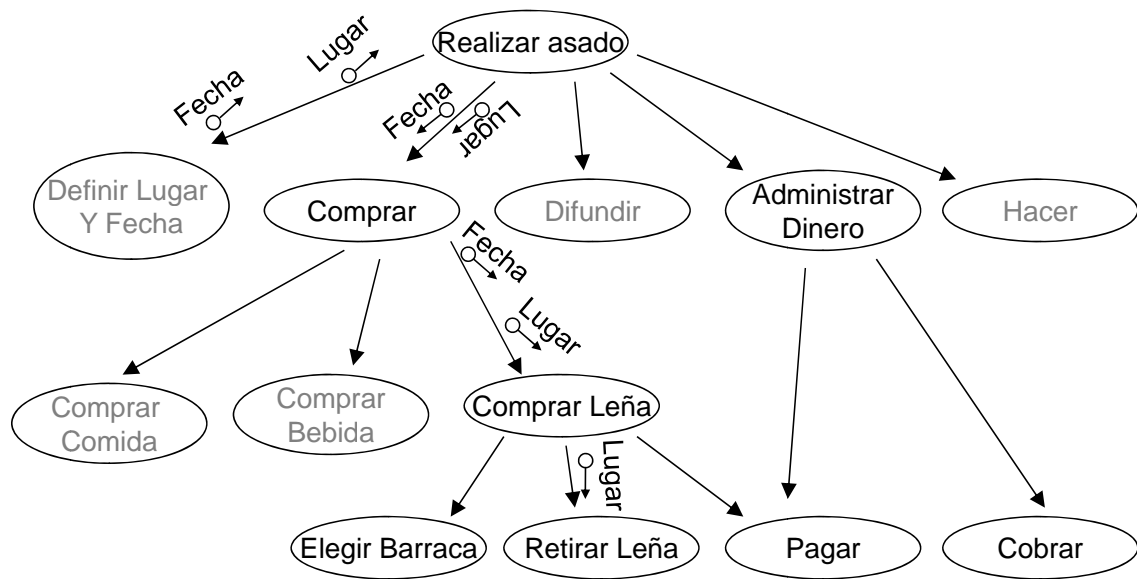 Realizar asado
Lugar
Fecha
Fecha
Lugar
Definir Lugar
Y Fecha
Comprar
Difundir
Administrar
Dinero
Hacer
Fecha
Lugar
Comprar
Comida
Comprar
Bebida
Comprar Leña
Lugar
Elegir Barraca
Retirar Leña
Pagar
Cobrar